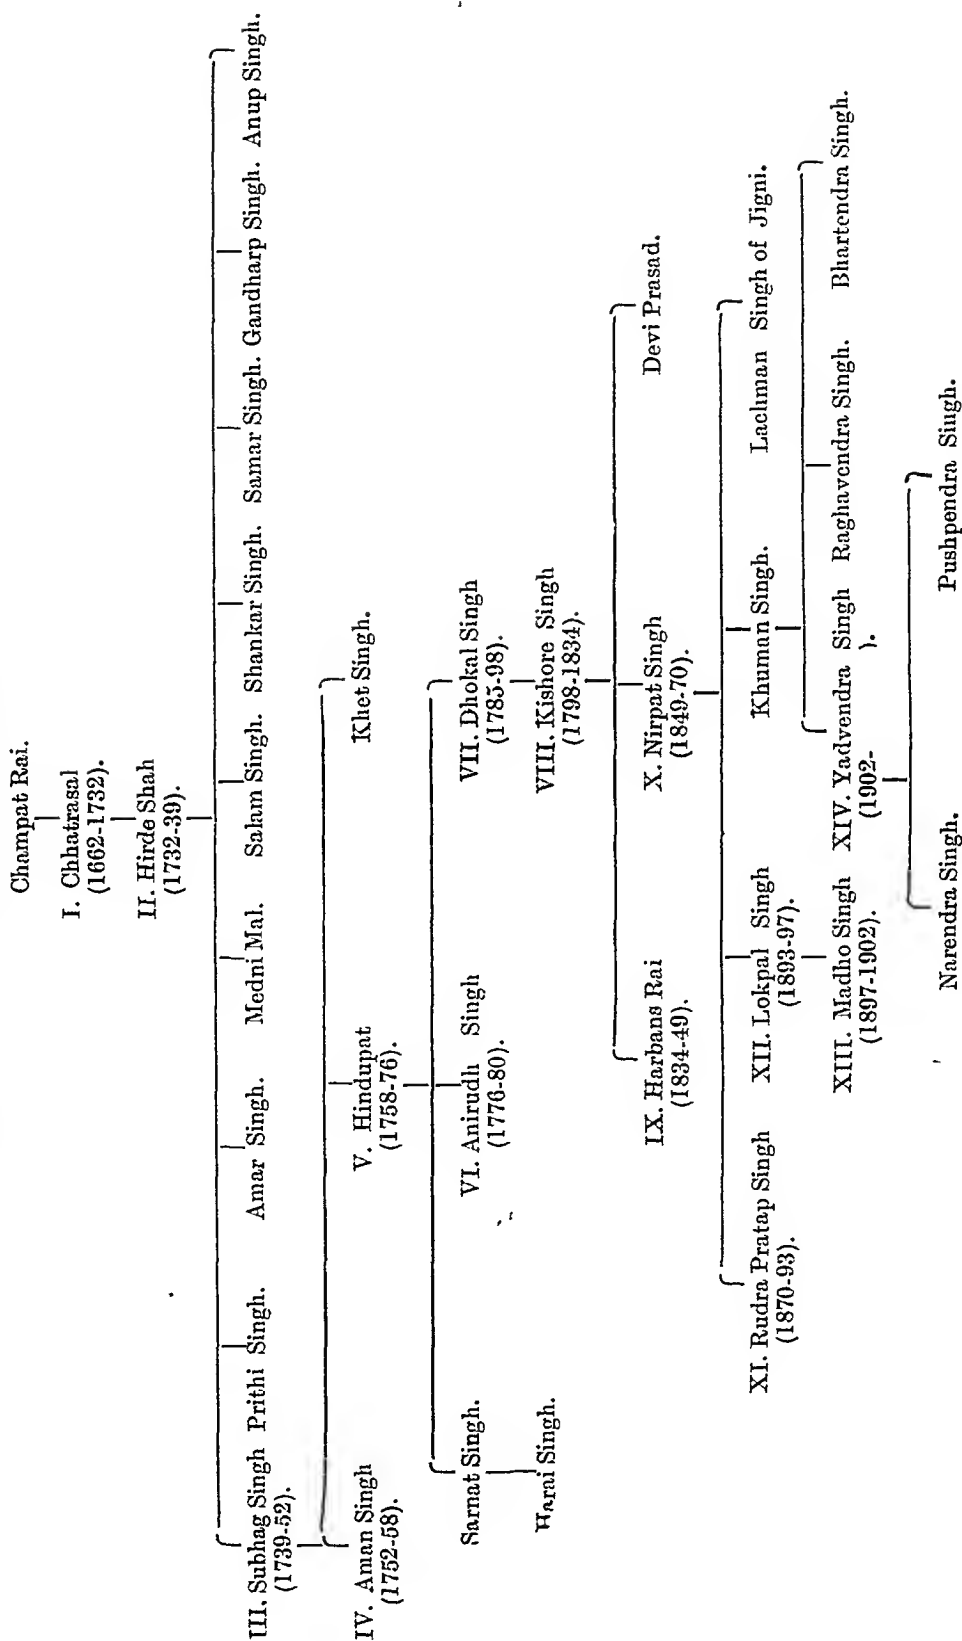 Champat Rai.
I. Chhatrasal
(1662-1732).
II. Hirde Shah
(1732-39).
III. Subhag Singh Prithi Singh. Amar Singh. Medni Mal. Salam Singh. Shankar Singh. Samar Singh. Gandharp Singh. Anup Singh.
(1739-52).
IV. Aman Singh V. Hindupat Khet Singh.
(1752-58). (1758-76).
Sarnat Singh. VI. Anirudh Singh VII. Dhokal Singh
(1776-80). (1785-98).
Harai Singh. VIII. Kishore Singh
(1798-1834).
IX. Harbans Rai X. Nirpat Singh Devi Prasad.
(1834-49). (1849-70).
XI. Rudra Pratap Singh XII. Lokpal Singh Khuman Singh. Lachman Singh of Jigni.
(1870-93). (1893-97).
XIII. Madho Singh XIV. Yadvendra Singh Raghavendra Singh. Bhartendra Singh.
(1897-1902). (1902- ).
Narendra Singh. Pushpendra Singh.